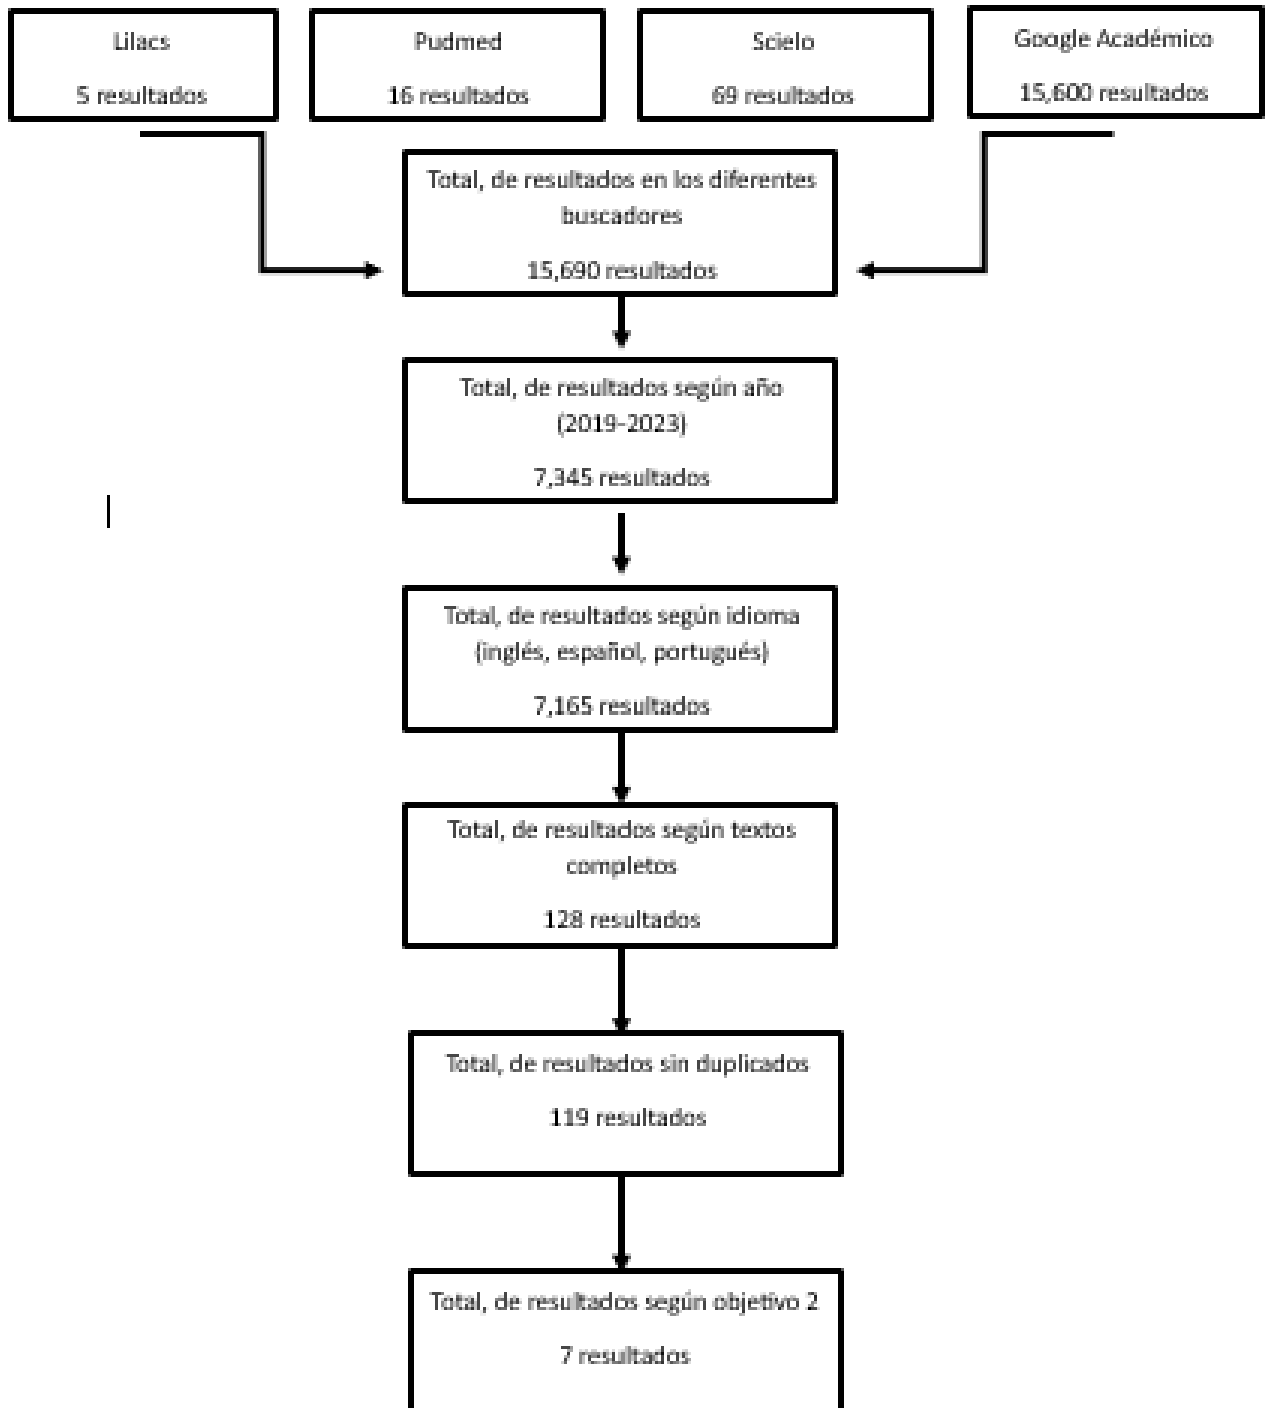 Lilacs
5 resultados
Pudmed
16 resultados
Scielo
69 resultados
Google Académico
15,600 resultados
Total, de resultados en los diferentes
buscadores
15,690 resultados
Total, de resultados según año
(2019-2023)
7,345 resultados
Total, de resultados según idioma
(inglés, español, portugués)
7,165 resultados
Total, de resultados según textos
completos
128 resultados
Total, de resultados sin duplicados
119 resultados
Total, de resultados según objetivo 2
7 resultados